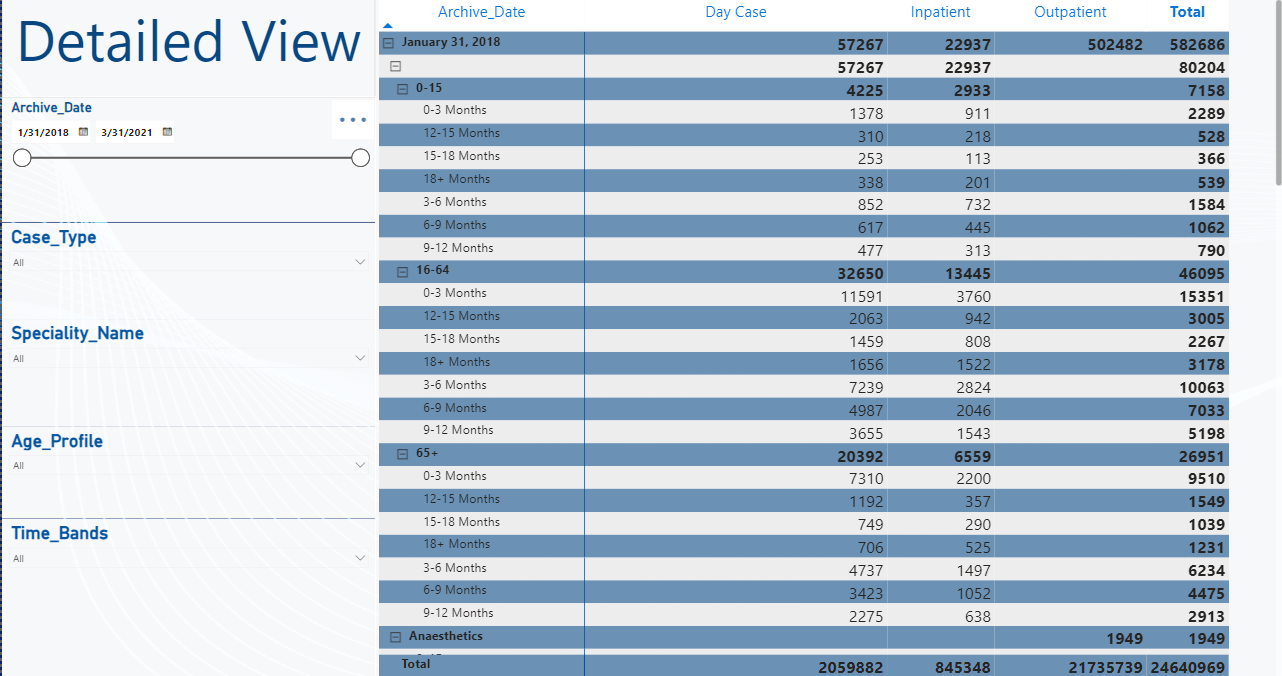 Detailed View
Archive_Date
1/31/2018 3/31/2021
Case_Type
All
Speciality_Name
All
Age_Profile
All
Time_Bands
All
Archive_Date Day Case Inpatient Outpatient Total
January 31, 2018 57267 22937 502482 582686
57267 22937 80204
0-15 4225 2933 7158
0-3 Months 1378 911 2289
12-15 Months 310 218 528
15-18 Months 253 113 366
18+ Months 338 201 539
3-6 Months 852 732 1584
6-9 Months 617 445 1062
9-12 Months 477 313 790
16-64 32650 13445 46095
0-3 Months 11591 3760 15351
12-15 Months 2063 942 3005
15-18 Months 1459 808 2267
18+ Months 1656 1522 3178
3-6 Months 7239 2824 10063
6-9 Months 4987 2046 7033
9-12 Months 3655 1543 5198
65+ 20392 6559 26951
0-3 Months 7310 2200 9510
12-15 Months 1192 357 1549
15-18 Months 749 290 1039
18+ Months 706 525 1231
3-6 Months 4737 1497 6234
6-9 Months 3423 1052 4475
9-12 Months 2275 638 2913
Anaesthetics 1949 1949
Total 2059882 845348 21735739 24640969